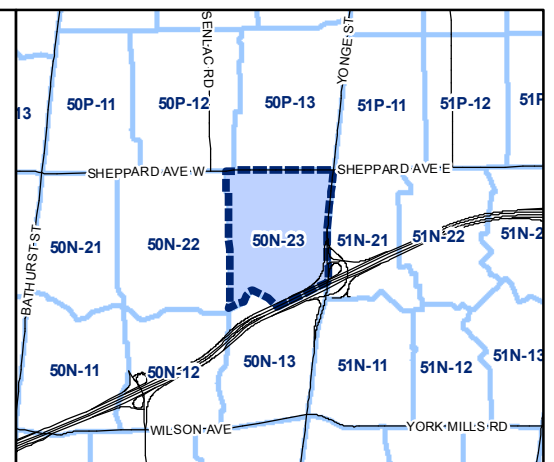 SENLAC RD
YONGE ST
13
50P-11
50P-12
50P-13
51P-11
51P-12
51P
SHEPPARD AVE W
SHEPPARD AVE E
BATHURST ST
50N-21
50N-22
50N-23
51N-21
51N-22
51N-2
50N-11
50N-12
50N-13
51N-11
51N-12
51N-13
WILSON AVE
YORK MILLS RD